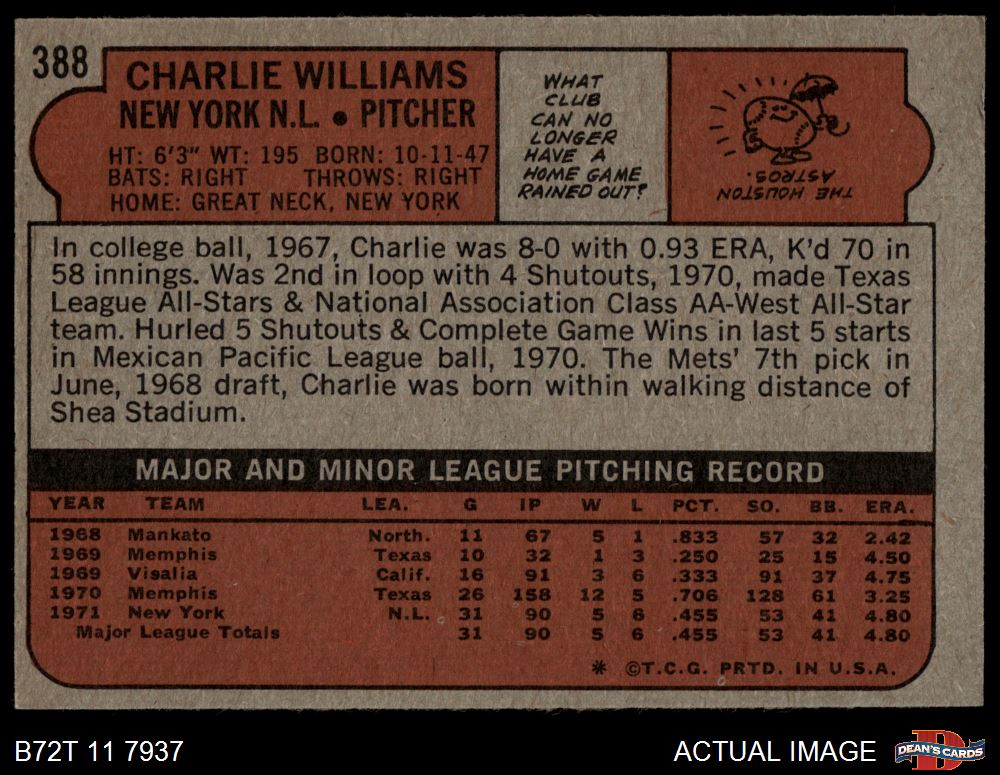 388
CHARLIE WILLIAMS
NEW YORK N.L. • PITCHER
HT: 6'3" WT: 195 BORN: 10-11-47
BATS: RIGHT THROWS: RIGHT
HOME: GREAT NECK, NEW YORK
WHAT
CLUB
CAN NO
LONGER
HAVE A
HOME GAME
RAINED OUT?
THE HOUSTON
ASTROS.
In college ball, 1967, Charlie was 8-0 with 0.93 ERA, K'd 70 in
58 innings. Was 2nd in loop with 4 Shutouts, 1970, made Texas
League All-Stars & National Association Class AA-West All-Star
team. Hurled 5 Shutouts & Complete Game Wins in last 5 starts
in Mexican Pacific League ball, 1970. The Mets' 7th pick in
June, 1968 draft, Charlie was born within walking distance of
Shea Stadium.
MAJOR AND MINOR LEAGUE PITCHING RECORD
YEAR TEAM LEA. G IP W L PCT. SO. BB. ERA.
1968 Mankato North. 11 67 5 1 .833 57 32 2.42
1969 Memphis Texas 10 32 1 3 .250 25 15 4.50
1969 Visalia Calif. 16 91 3 6 .333 91 37 4.75
1970 Memphis Texas 26 158 12 5 .706 128 61 3.25
1971 New York N.L. 31 90 5 6 .455 53 41 4.80
Major League Totals 31 90 5 6 .455 53 41 4.80
* ©T.C.G. PRTD. IN U.S.A.
B72T 11 7937
ACTUAL IMAGE
DEAN'S CARDS